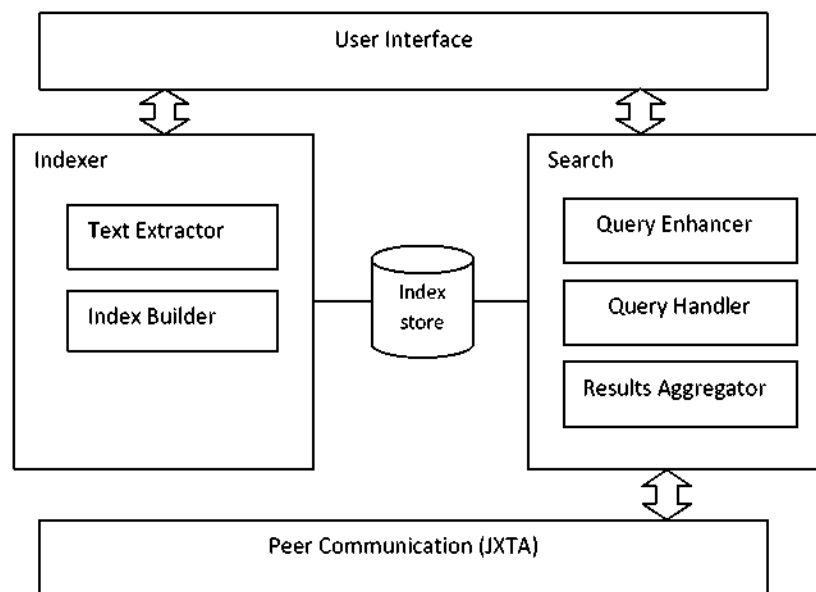 User Interface
Indexer
Text Extractor
Index Builder
Index
store
Search
Query Enhancer
Query Handler
Results Aggregator
Peer Communication (JXTA)